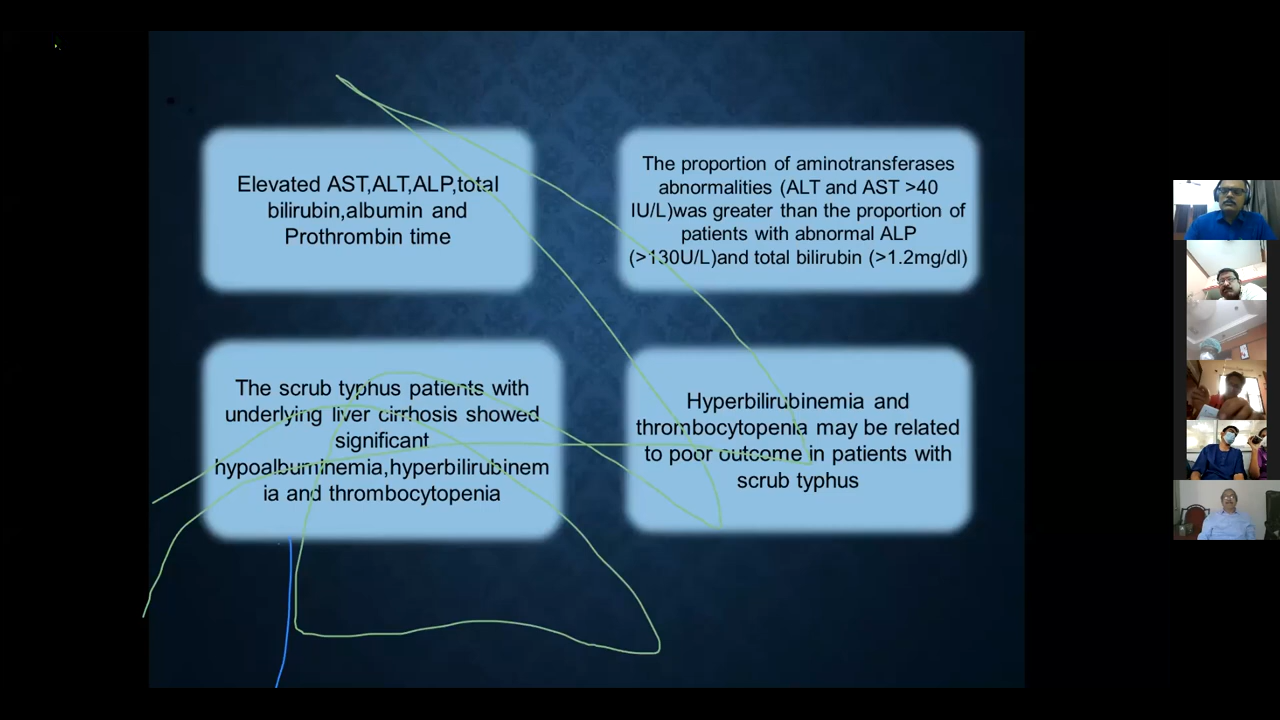 Elevated AST,ALT,ALP,total
bilirubin,albumin and
Prothrombin time
The proportion of aminotransferases
abnormalities (ALT and AST >40
IU/L)was greater than the proportion of
patients with abnormal ALP
(>130U/L)and total bilirubin (>1.2mg/dl)
The scrub typhus patients with
underlying liver cirrhosis showed
significant
hypoalbuminemia,hyperbilirubinem
ia and thrombocytopenia
Hyperbilirubinemia and
thrombocytopenia may be related
to poor outcome in patients with
scrub typhus